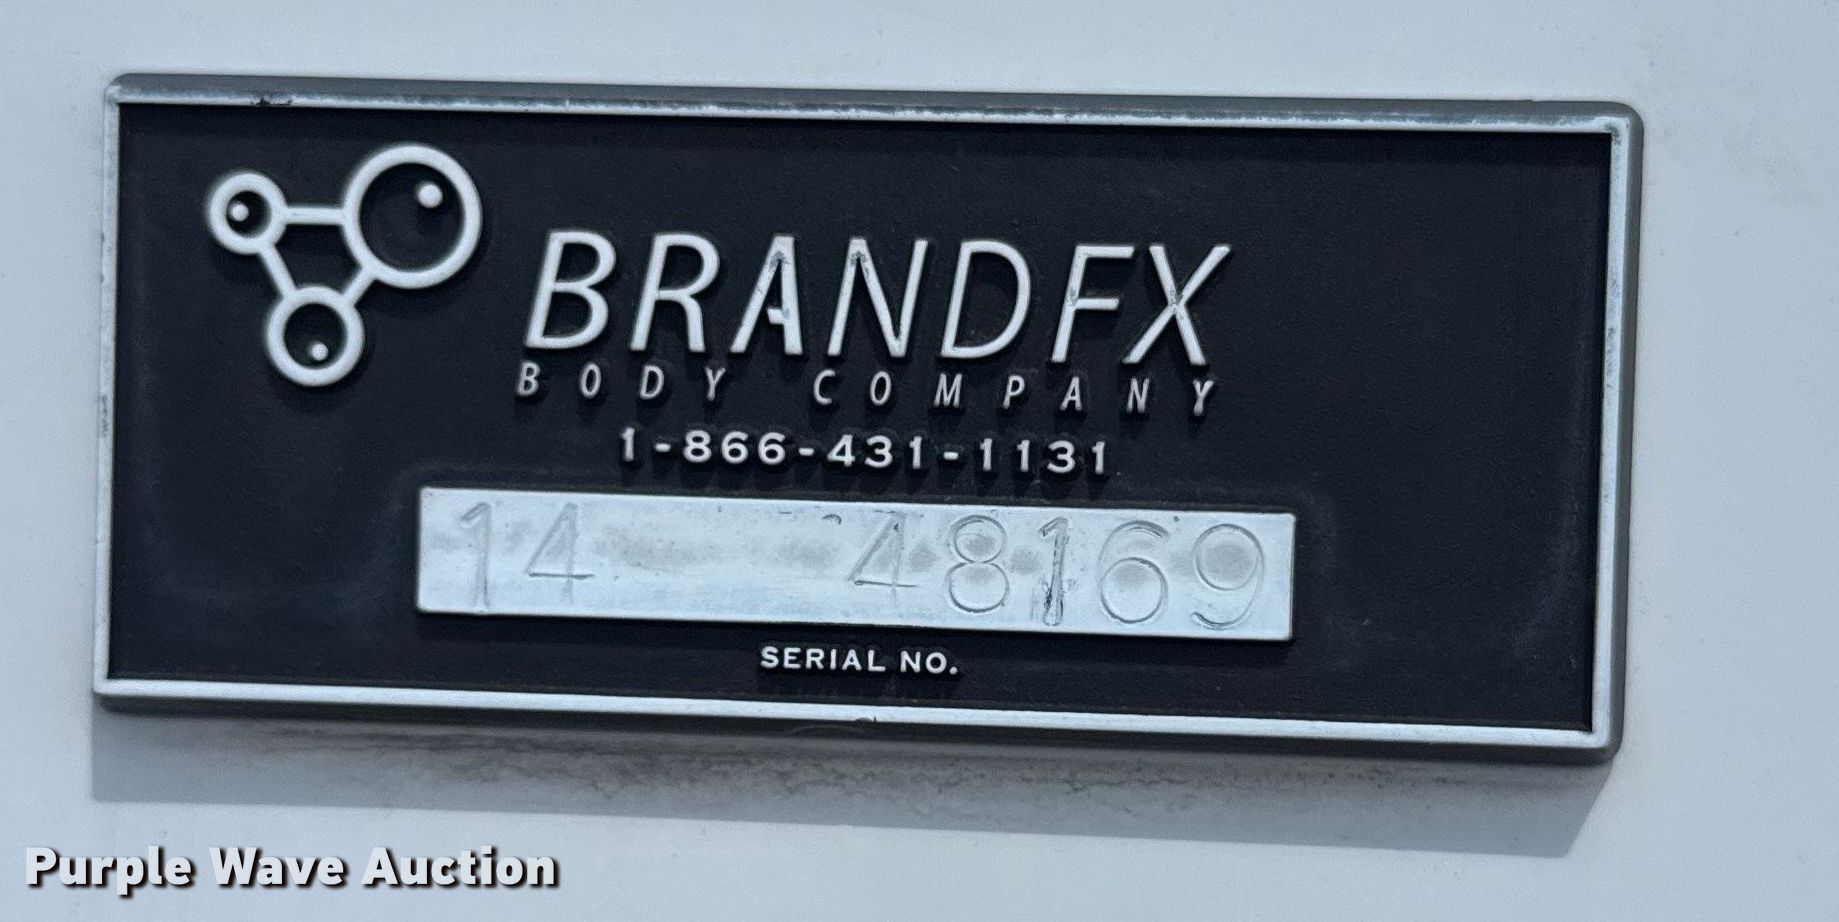 BRANDFX
BODY COMPANY
1-866-431-1131
14 48169
SERIAL NO.
Purple Wave Auction